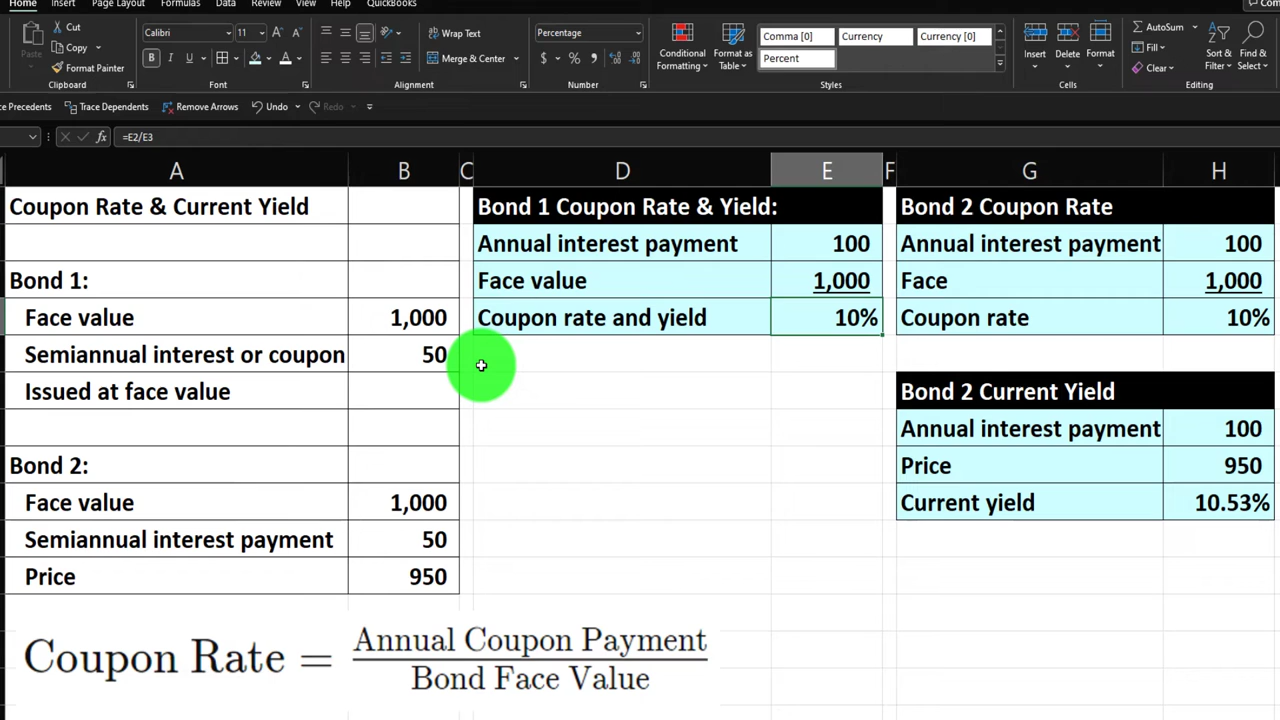 Home Insert Page Layout Formulas Data Review View Help QuickBooks
Com
Cut
Calibri 11
Wrap Text
Percentage
Comma [0] Currency Currency [0]
AutoSum
Copy
Paste
Format Painter
Merge & Center
Percent
Conditional Formatting
Format as Table
Insert Delete Format
Fill
Clear
Sort & Filter
Find & Select
Clipboard Font Alignment Number Styles Cells Editing
e Precedents Trace Dependents Remove Arrows Undo Redo
=E2/E3
A B C D E F G H
Coupon Rate & Current Yield Bond 1 Coupon Rate & Yield: Bond 2 Coupon Rate
Annual interest payment 100 Annual interest payment 100
Bond 1: Face value 1,000 Face 1,000
Face value 1,000 Coupon rate and yield 10% Coupon rate 10%
Semiannual interest or coupon 50
Issued at face value Bond 2 Current Yield
Annual interest payment 100
Bond 2: Price 950
Face value 1,000 Current yield 10.53%
Semiannual interest payment 50
Price 950
Coupon Rate = Annual Coupon Payment
Bond Face Value